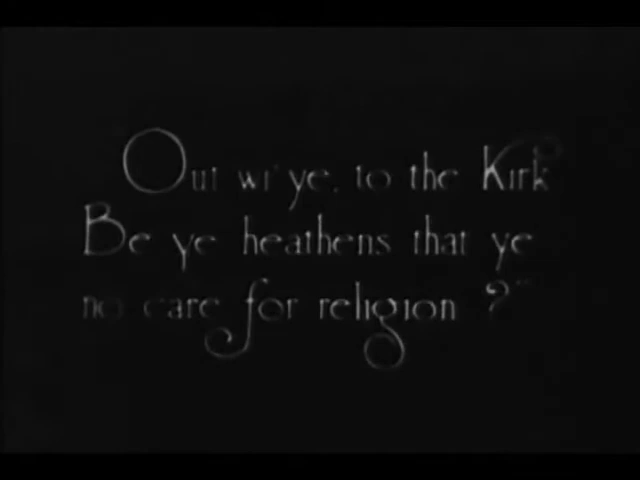 Out wi' ye, to the Kirk
Be ye heathens that ye
no care for religion ?"